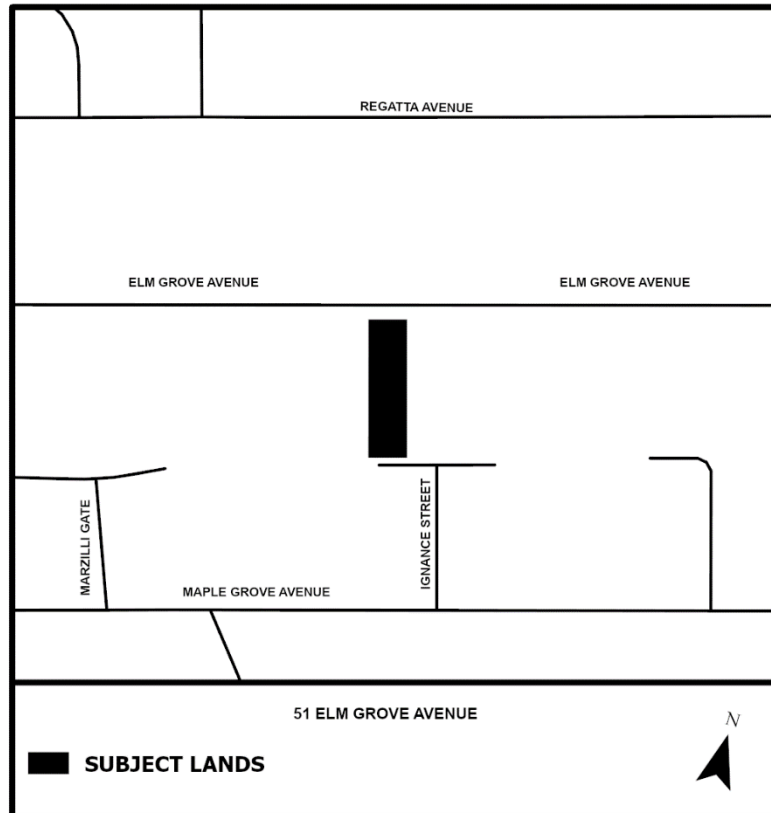 REGATTA AVENUE
ELM GROVE AVENUE
ELM GROVE AVENUE
MARZILLI GATE
IGNANCE STREET
MAPLE GROVE AVENUE
51 ELM GROVE AVENUE
N
SUBJECT LANDS